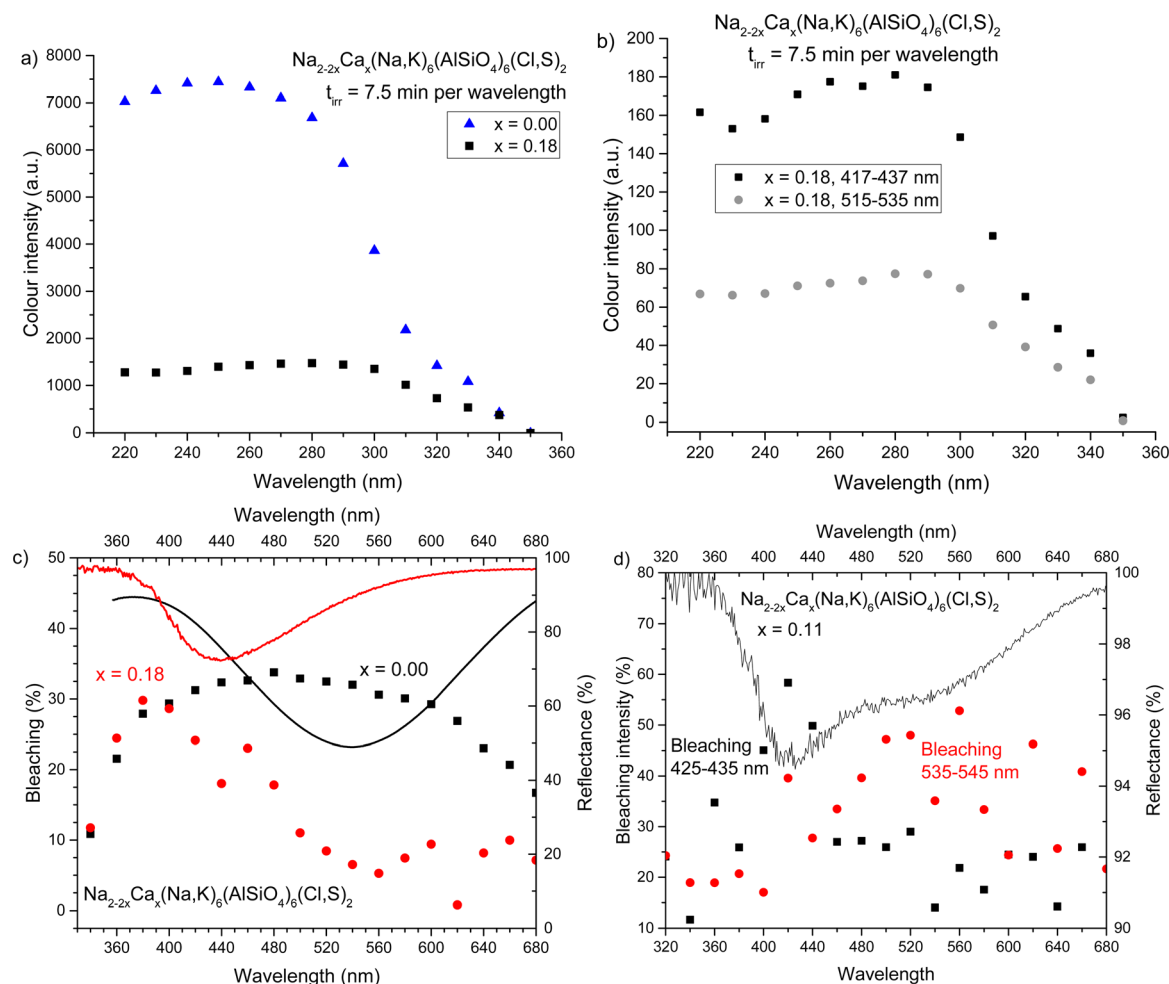 a)
Na2-2xCax(Na,K)6(AlSiO4)6(Cl,S)2
tirr = 7.5 min per wavelength
x = 0.00
x = 0.18
Colour intensity (a.u.)
8000
7000
6000
5000
4000
3000
2000
1000
0
220 240 260 280 300 320 340 360
Wavelength (nm)
b)
Na2-2xCax(Na,K)6(AlSiO4)6(Cl,S)2
tirr = 7.5 min per wavelength
x = 0.18, 417-437 nm
x = 0.18, 515-535 nm
Colour intensity (a.u.)
200
180
160
140
120
100
80
60
40
20
0
220 240 260 280 300 320 340 360
Wavelength (nm)
c)
Wavelength (nm)
360 400 440 480 520 560 600 640 680
Bleaching (%)
50
40
30
20
10
0
x = 0.18
x = 0.00
Na2-2xCax(Na,K)6(AlSiO4)6(Cl,S)2
Reflectance (%)
100
80
60
40
20
0
360 400 440 480 520 560 600 640 680
Wavelength (nm)
d)
Wavelength (nm)
320 360 400 440 480 520 560 600 640 680
Bleaching intensity (%)
80
70
60
50
40
30
20
10
Na2-2xCax(Na,K)6(AlSiO4)6(Cl,S)2
x = 0.11
Bleaching
425-435 nm
Bleaching
535-545 nm
Reflectance (%)
100
98
96
94
92
90
320 360 400 440 480 520 560 600 640 680
Wavelength